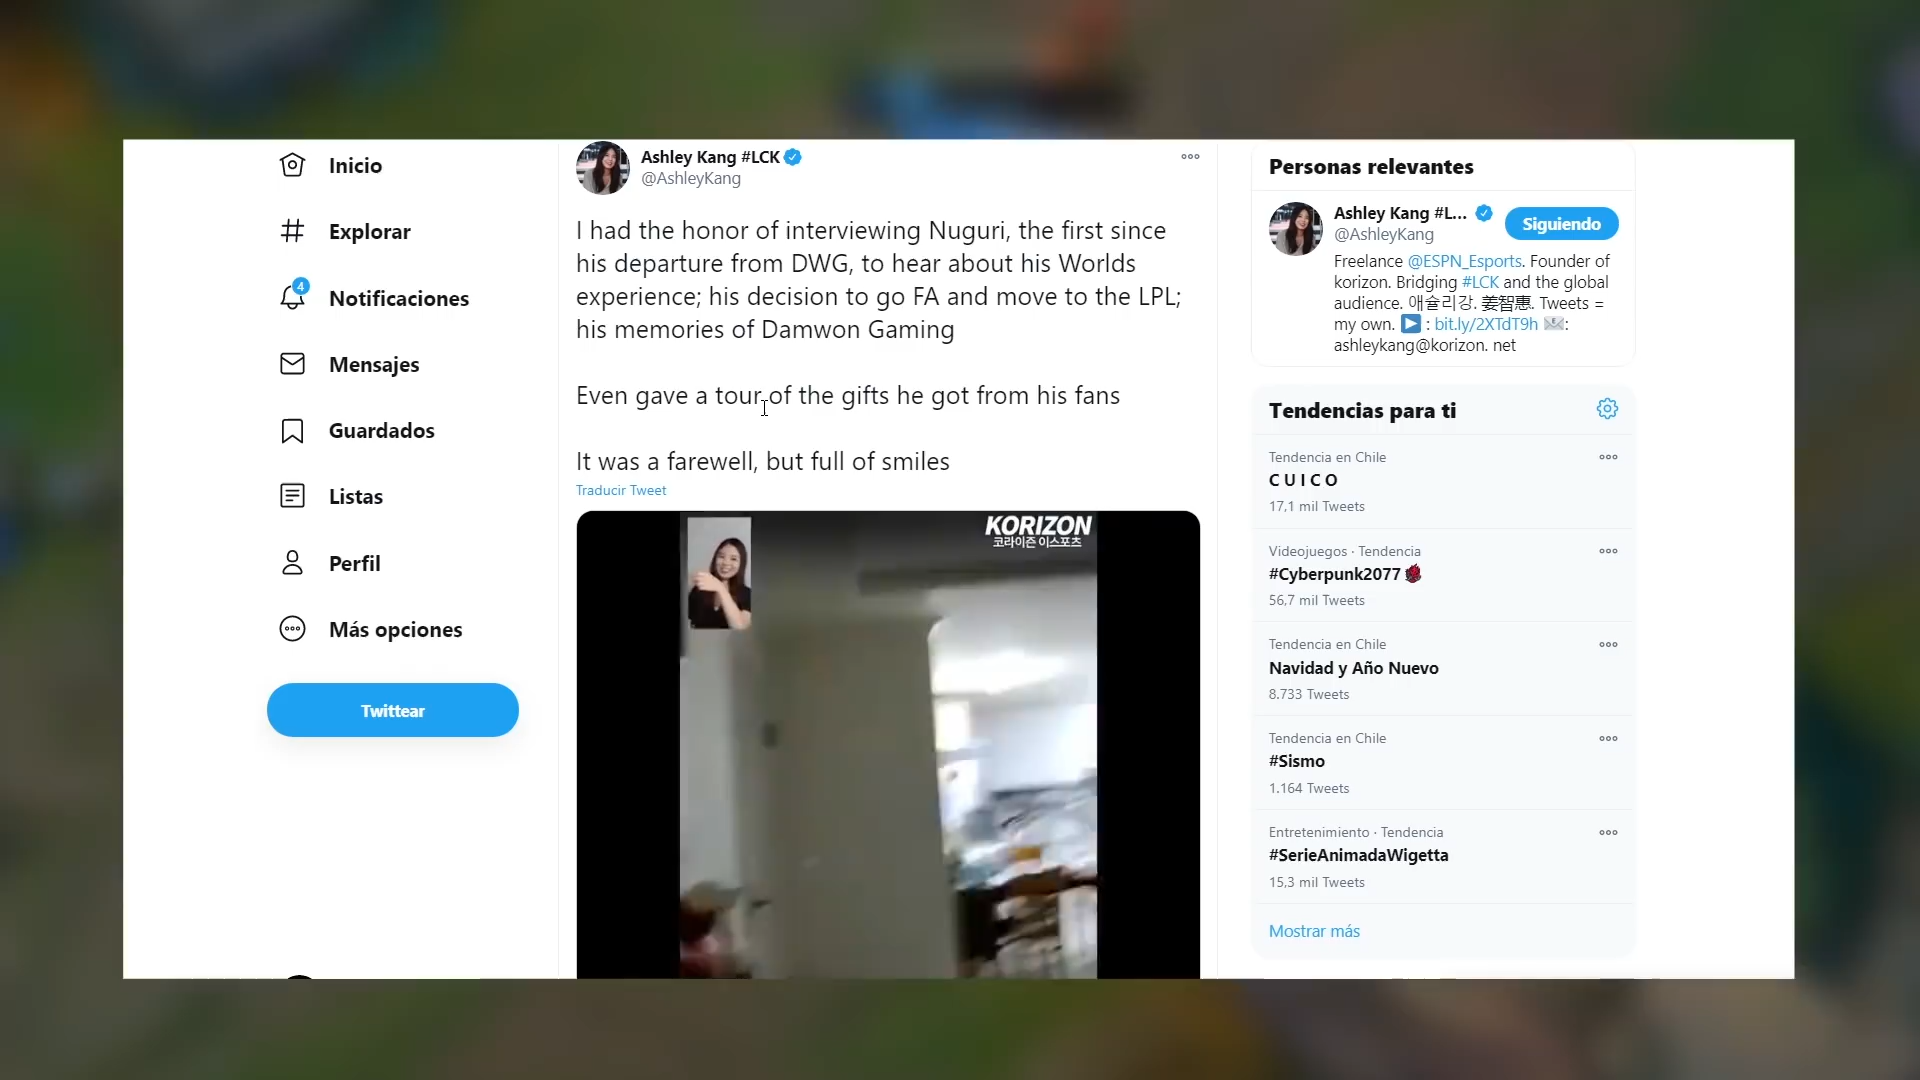 Inicio
Explorar
4
Notificaciones
Mensajes
Guardados
Listas
Perfil
Más opciones
Twittear
Ashley Kang #LCK
@AshleyKang
I had the honor of interviewing Nuguri, the first since
his departure from DWG, to hear about his Worlds
experience; his decision to go FA and move to the LPL;
his memories of Damwon Gaming
Even gave a tour of the gifts he got from his fans
It was a farewell, but full of smiles
Traducir Tweet
KORIZON
코라이즌 이스포츠
Personas relevantes
Ashley Kang #L...
@AshleyKang
Siguiendo
Freelance @ESPN_Esports. Founder of
korizon. Bridging #LCK and the global
audience. 애슐리강. 姜智惠. Tweets =
my own. ▶ : bit.ly/2XTdT9h 📧:
ashleykang@korizon. net
Tendencias para ti
Tendencia en Chile
C U I C O
17,1 mil Tweets
Videojuegos · Tendencia
#Cyberpunk2077
56,7 mil Tweets
Tendencia en Chile
Navidad y Año Nuevo
8.733 Tweets
Tendencia en Chile
#Sismo
1.164 Tweets
Entretenimiento · Tendencia
#SerieAnimadaWigetta
15,3 mil Tweets
Mostrar más